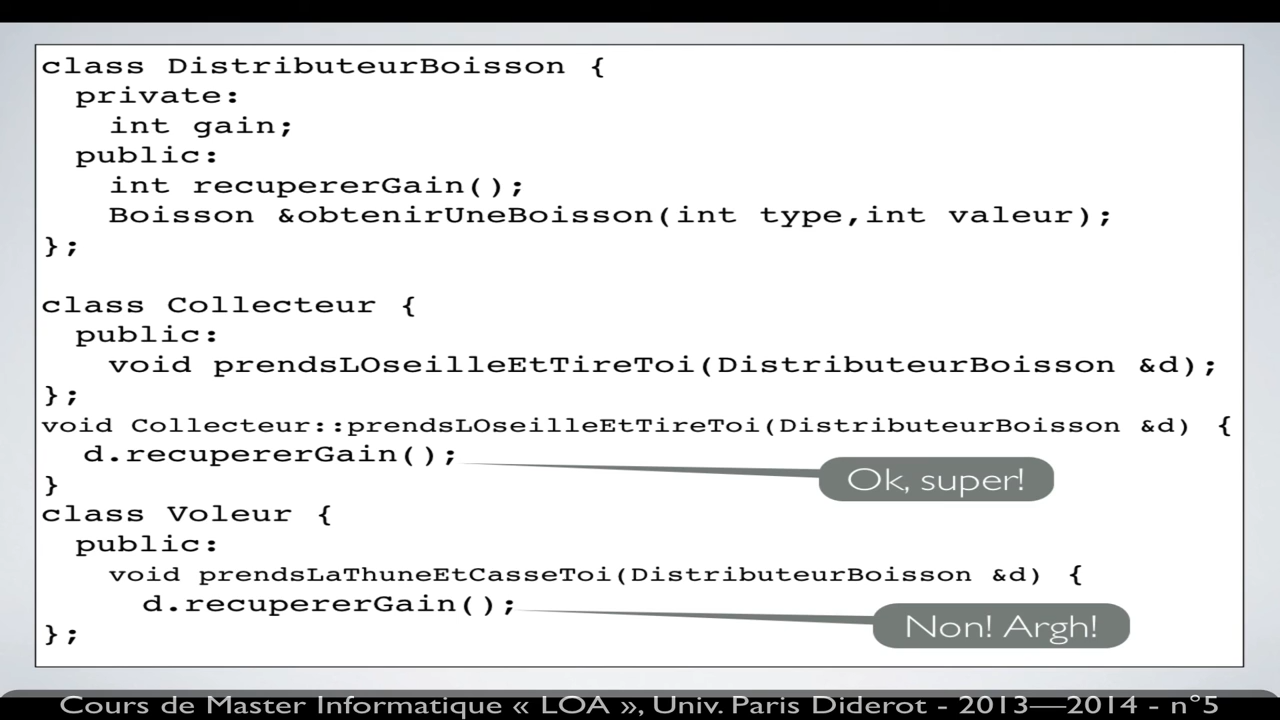 class DistributeurBoisson {
private:
int gain;
public:
int recupererGain();
Boisson &obtenirUneBoisson(int type,int valeur);
};
class Collecteur {
public:
void prendsLOseilleEtTireToi(DistributeurBoisson &d);
};
void Collecteur::prendsLOseilleEtTireToi(DistributeurBoisson &d) {
d.recupererGain();
Ok, super!
}
class Voleur {
public:
void prendsLaThuneEtCasseToi(DistributeurBoisson &d) {
d.recupererGain();
Non! Argh!
};
Cours de Master Informatique « LOA », Univ. Paris Diderot - 2013—2014 - n°5